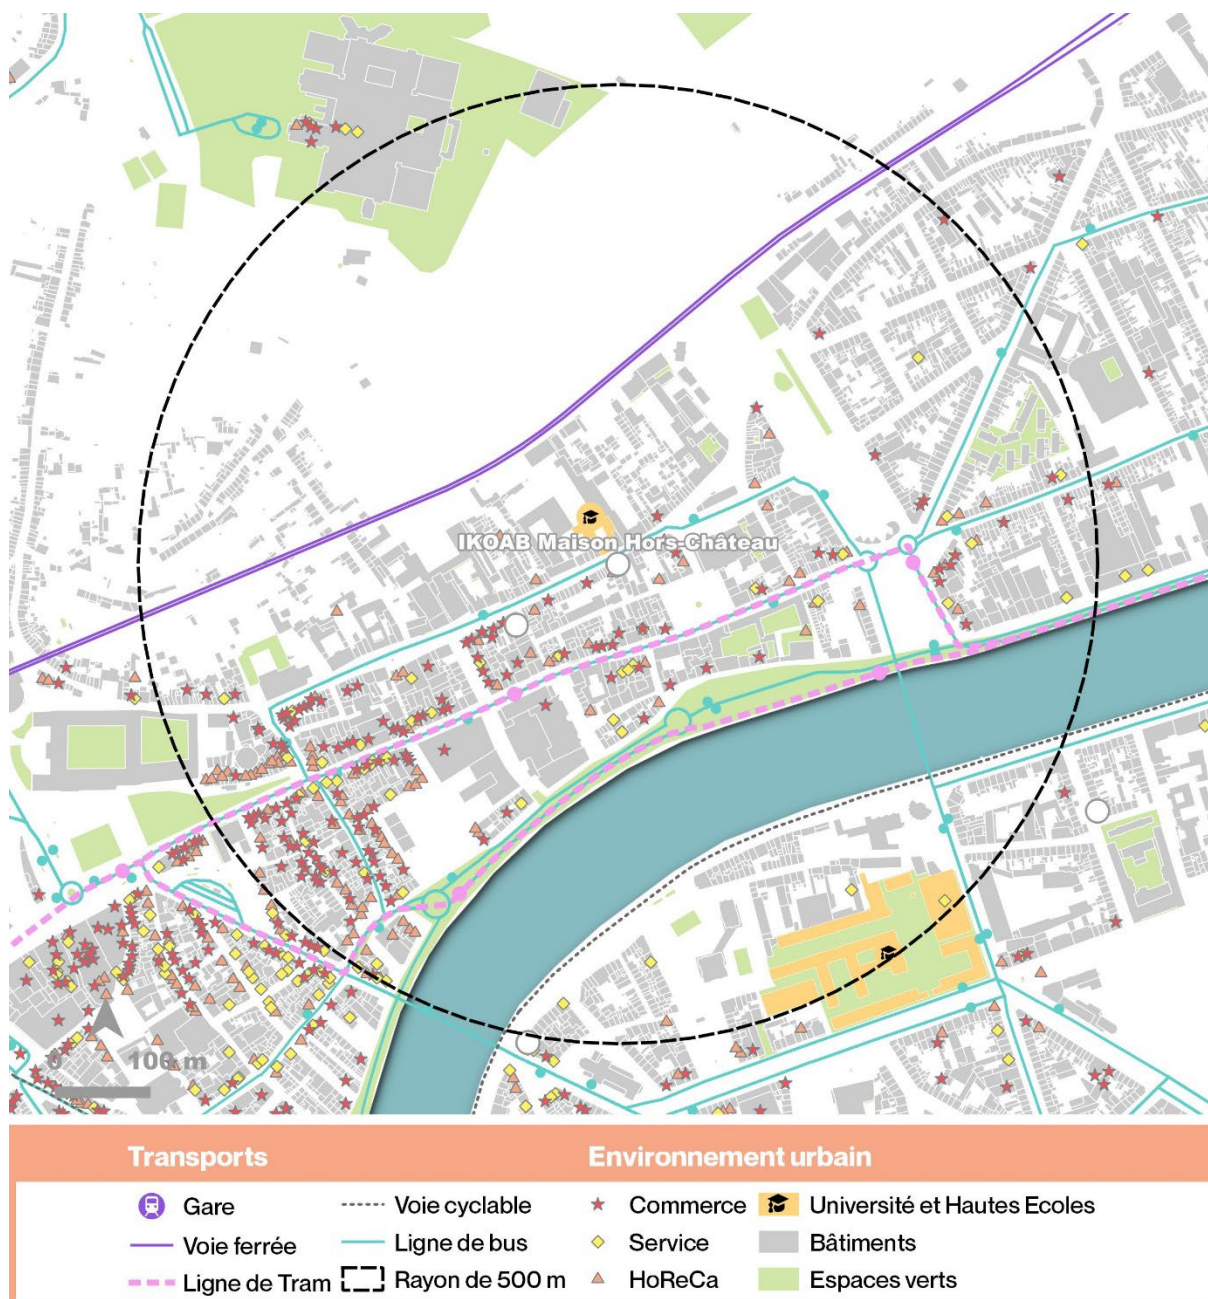 IKOAB Maison Hors-Château
0 100 m
Transports Environnement urbain
Gare Voie cyclable Commerce Université et Hautes Ecoles
Voie ferrée Ligne de bus Service Bâtiments
Ligne de Tram Rayon de 500 m HoReCa Espaces verts